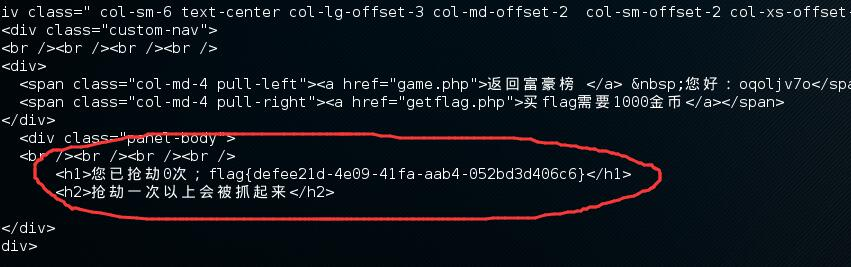 iv class=" col-sm-6 text-center col-lg-offset-3 col-md-offset-2  col-sm-offset-2 col-xs-offset-
<div class="custom-nav">
<br /><br /><br /><br />
<div>
<span class="col-md-4 pull-left"><a href="game.php">返回富豪榜 </a> &nbsp;您好：oqoljv7o</span
<span class="col-md-4 pull-right"><a href="getflag.php">买flag需要1000金币</a></span>
</div>
<div class="panel-body">
<br /><br /><br /><br />
<h1>您已抢劫0次；flag{defee21d-4e09-41fa-aab4-052bd3d406c6}</h1>
<h2>抢劫一次以上会被抓起来</h2>
</div>
div>